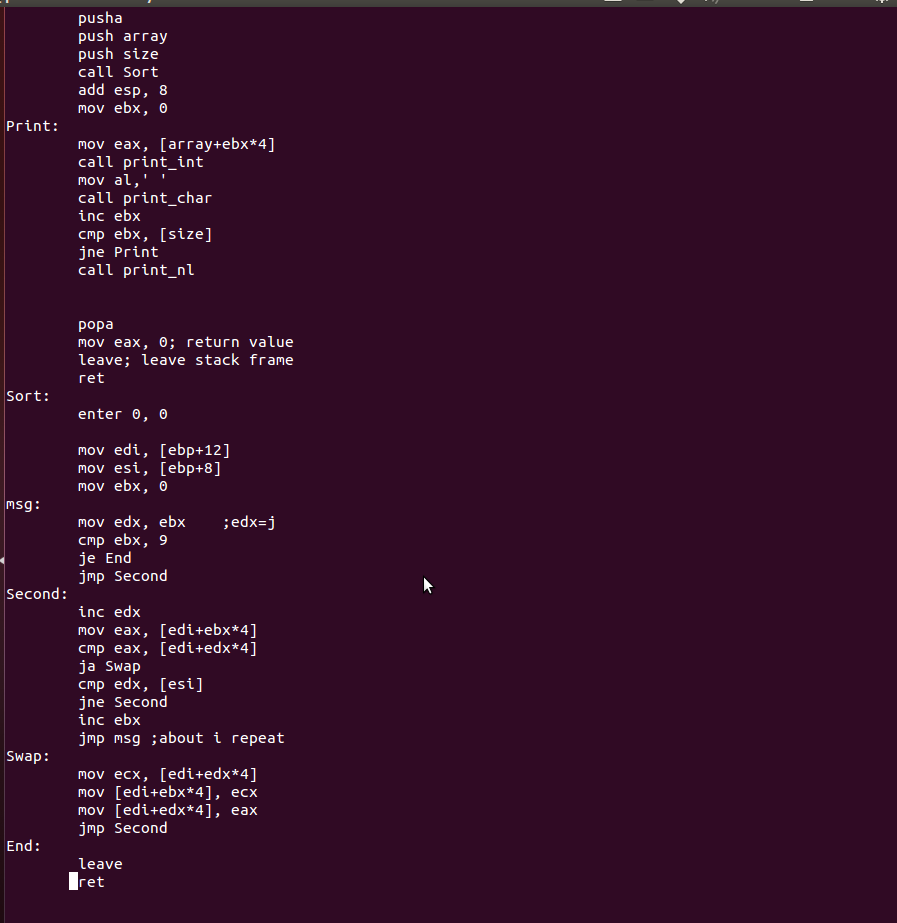 pusha
push array
push size
call Sort
add esp, 8
mov ebx, 0
Print:
mov eax, [array+ebx*4]
call print_int
mov al,' '
call print_char
inc ebx
cmp ebx, [size]
jne Print
call print_nl
popa
mov eax, 0; return value
leave; leave stack frame
ret
Sort:
enter 0, 0
mov edi, [ebp+12]
mov esi, [ebp+8]
mov ebx, 0
msg:
mov edx, ebx    ;edx=j
cmp ebx, 9
je End
jmp Second
Second:
inc edx
mov eax, [edi+ebx*4]
cmp eax, [edi+edx*4]
ja Swap
cmp edx, [esi]
jne Second
inc ebx
jmp msg ;about i repeat
Swap:
mov ecx, [edi+edx*4]
mov [edi+ebx*4], ecx
mov [edi+edx*4], eax
jmp Second
End:
leave
ret